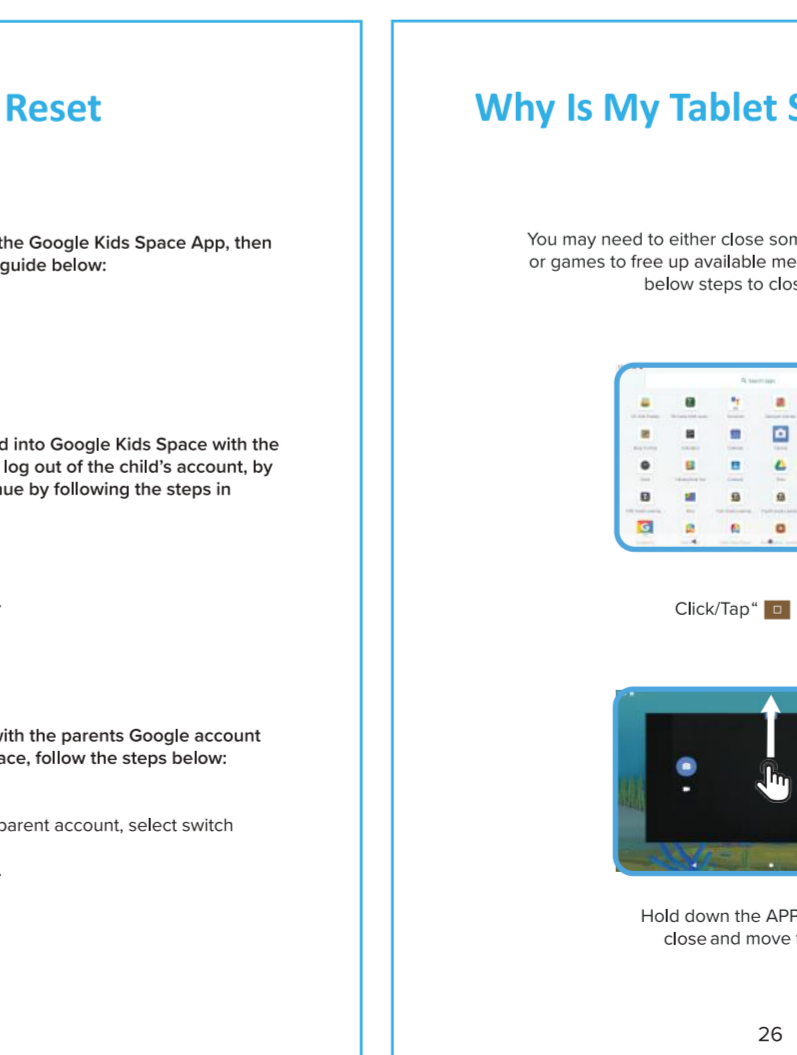 Reset
the Google Kids Space App, then
guide below:
d into Google Kids Space with the
log out of the child's account, by
nue by following the steps in
.
with the parents Google account
ace, follow the steps below:
parent account, select switch
.
Why Is My Tablet S
You may need to either close som
or games to free up available me
below steps to clos
Search apps
Click/Tap“
Hold down the APP
close and move
26